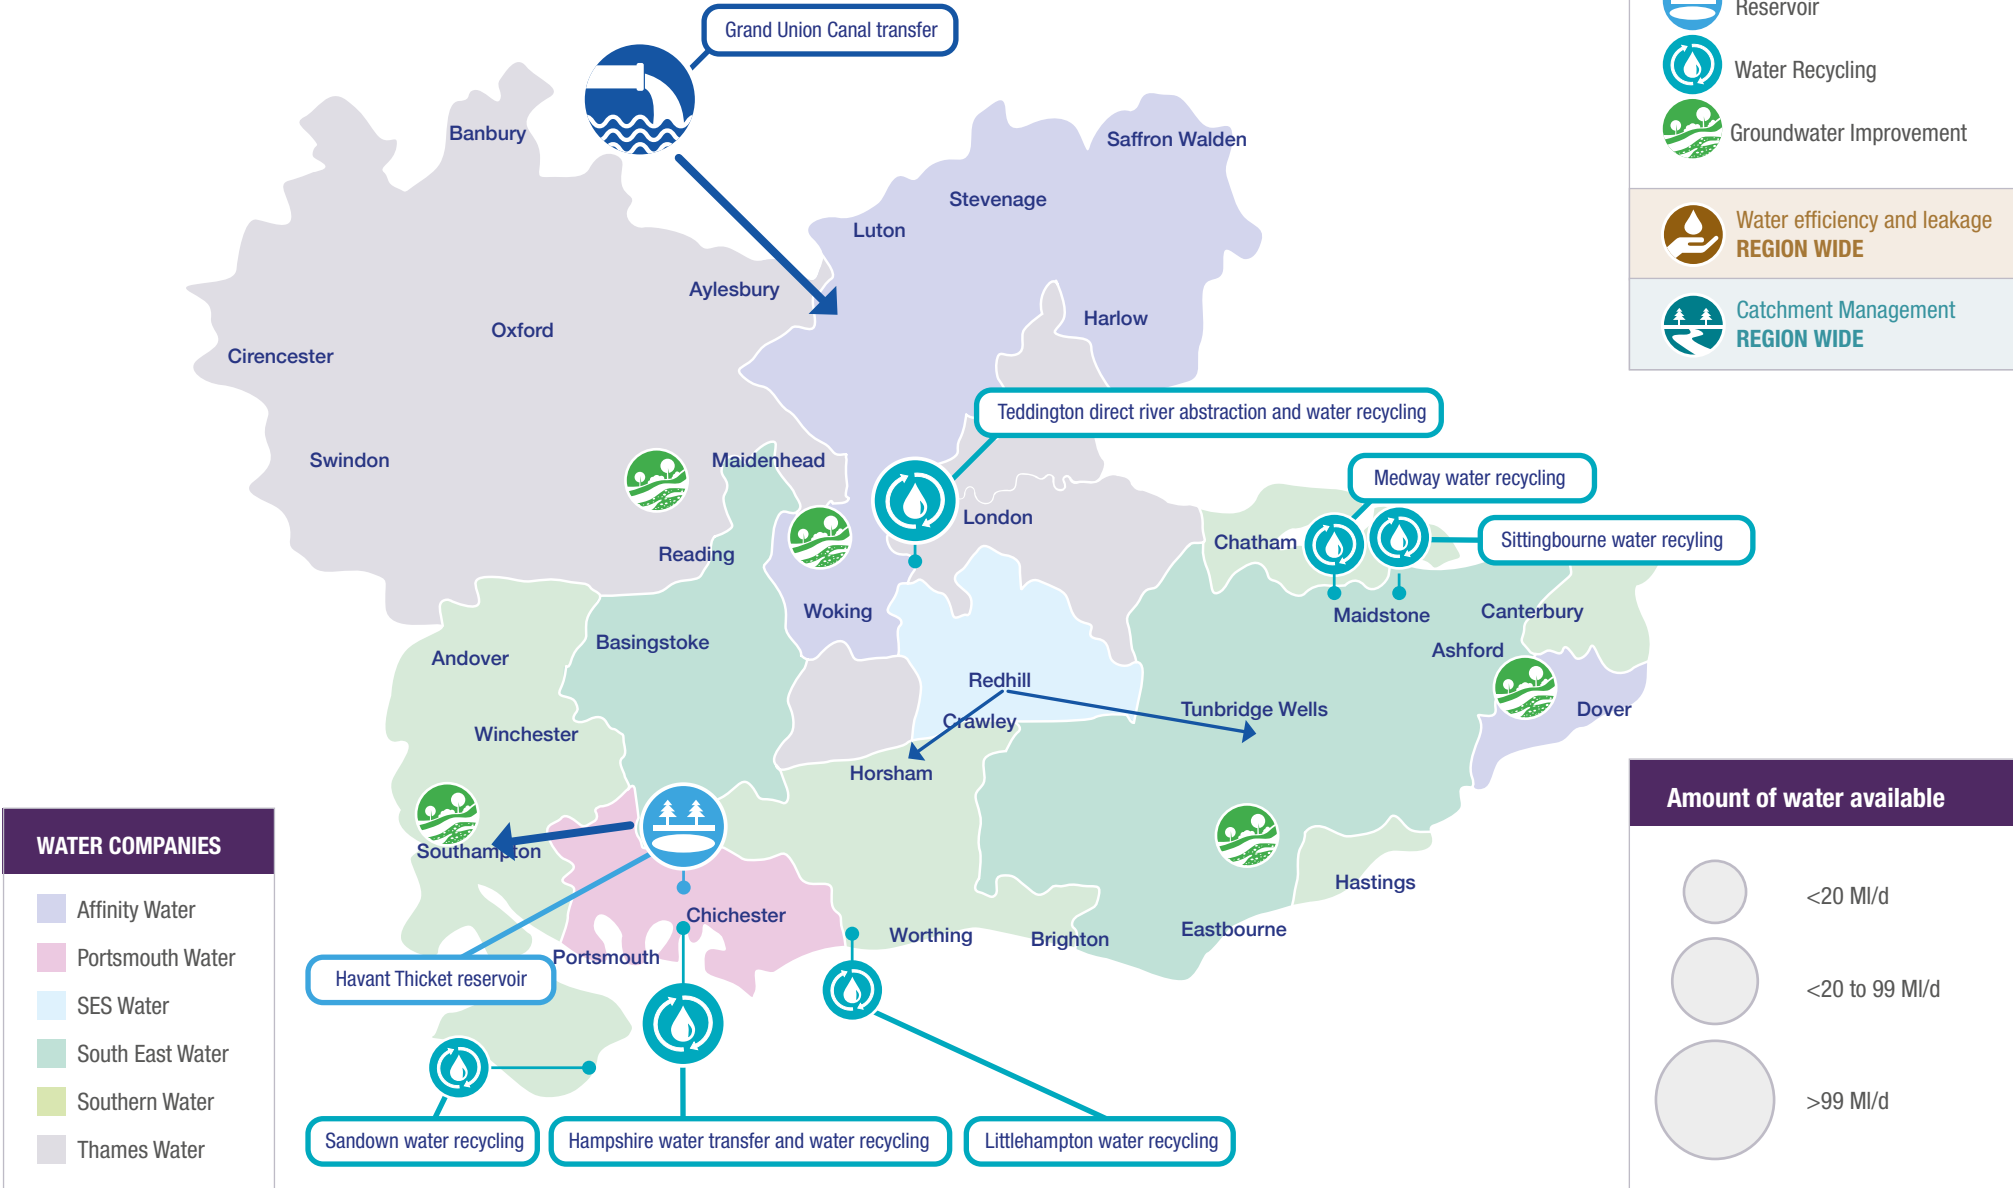 Grand Union Canal transfer
Reservoir
Water Recycling
Groundwater Improvement
Water efficiency and leakage
REGION WIDE
Catchment Management
REGION WIDE
Banbury
Saffron Walden
Stevenage
Luton
Aylesbury
Harlow
Oxford
Cirencester
Teddington direct river abstraction and water recycling
Swindon
Maidenhead
Medway water recycling
London
Chatham
Sittingbourne water recyling
Reading
Woking
Maidstone
Canterbury
Basingstoke
Ashford
Andover
Redhill
Tunbridge Wells
Dover
Crawley
Winchester
Horsham
Southampton
Hastings
Chichester
Worthing
Brighton
Eastbourne
Portsmouth
Havant Thicket reservoir
Sandown water recycling
Hampshire water transfer and water recycling
Littlehampton water recycling
WATER COMPANIES
Affinity Water
Portsmouth Water
SES Water
South East Water
Southern Water
Thames Water
Amount of water available
<20 Ml/d
<20 to 99 Ml/d
>99 Ml/d